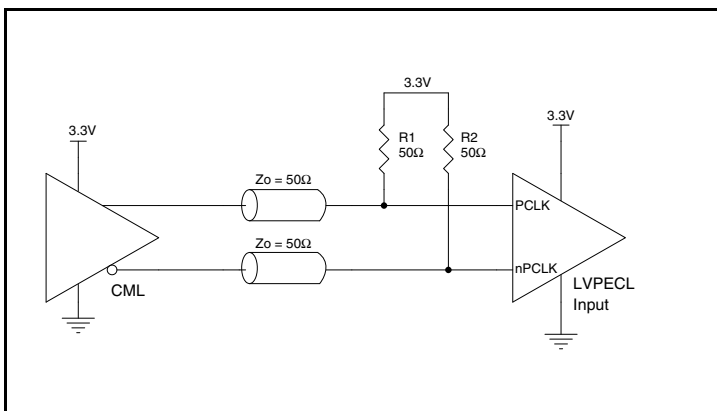 3.3V
3.3V
3.3V
R1
50Ω
R2
50Ω
Zo = 50Ω
PCLK
Zo = 50Ω
nPCLK
CML
LVPECL
Input